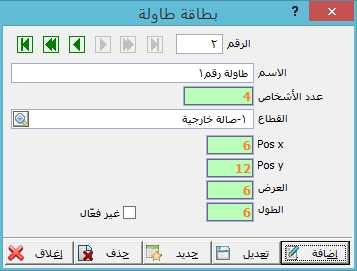 بطاقة طاولة
?
الرقم ٢
الاسم طاولة رقم١
عدد الأشخاص 4
القطاع ١-صالة خارجية
Pos x 6
Pos y 12
العرض 6
الطول 6
غير فعّال
إضافة تعديل جديد حذف إغلاق